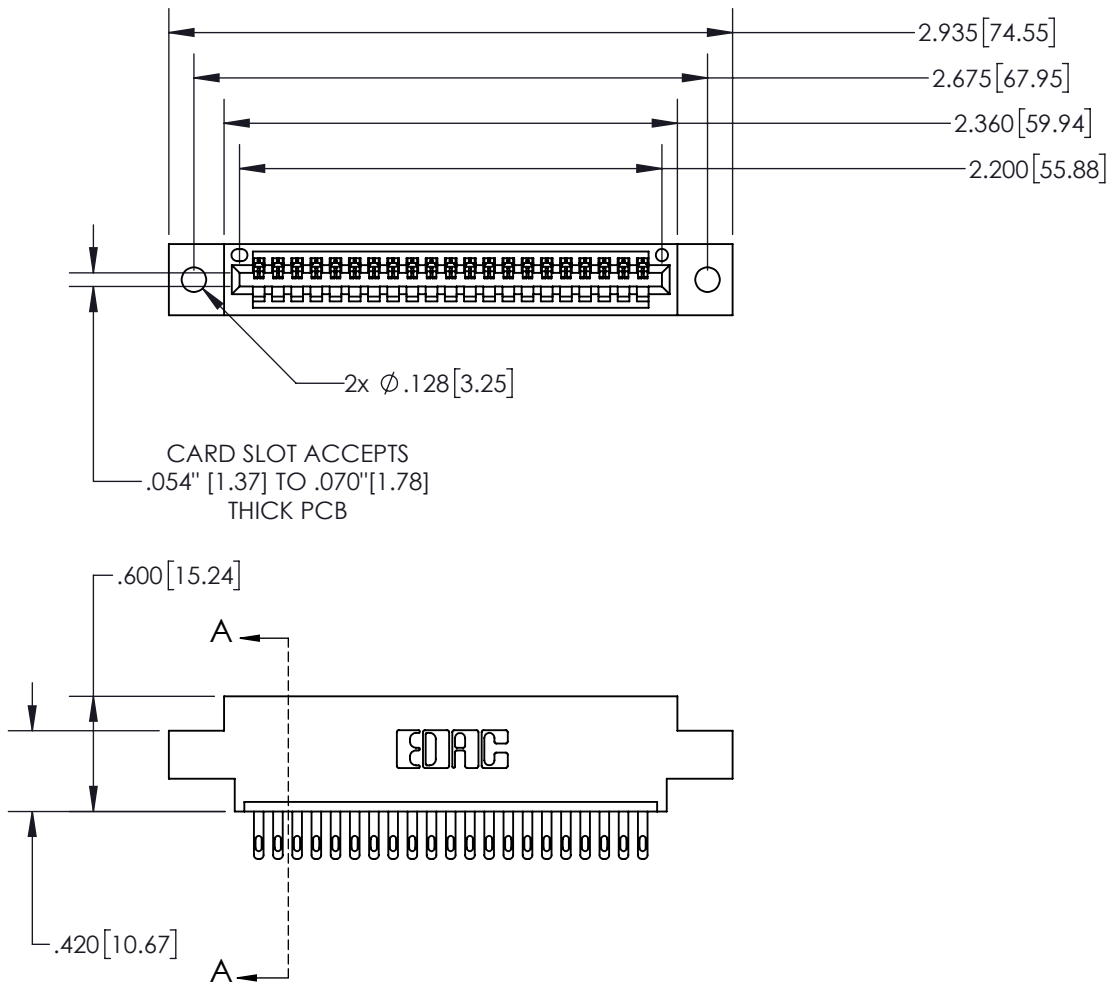 2.935[74.55]
2.675[67.95]
2.360[59.94]
2.200[55.88]
2x Ø.128[3.25]
CARD SLOT ACCEPTS
.054" [1.37] TO .070"[1.78]
THICK PCB
.600[15.24]
A
EDAC
.420[10.67]
A